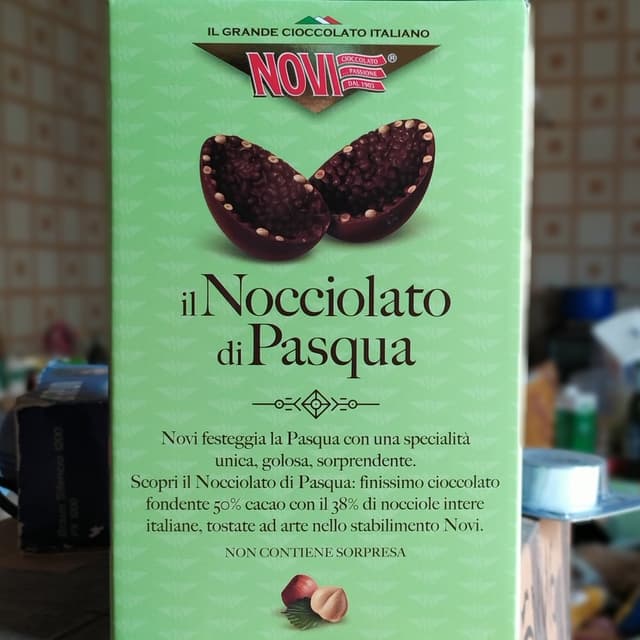 IL GRANDE CIOCCOLATO ITALIANO
NOVI®
CIOCCOLATO
PASSIONE
DAL 1903
il Nocciolato
di Pasqua
Novi festeggia la Pasqua con una specialità
unica, golosa, sorprendente.
Scopri il Nocciolato di Pasqua: finissimo cioccolato
fondente 50% cacao con il 38% di nocciole intere
italiane, tostate ad arte nello stabilimento Novi.
NON CONTIENE SORPRESA